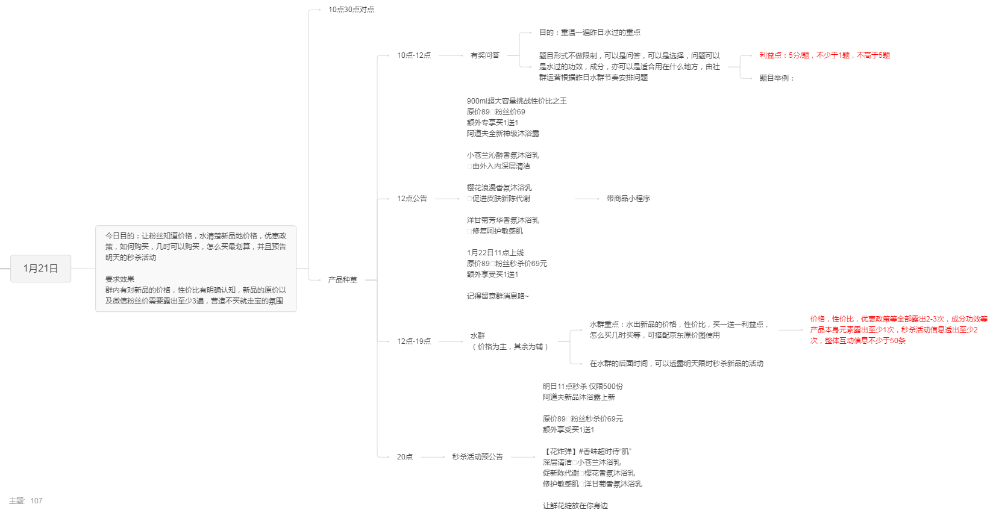 1月21日
今日目的：让粉丝知道价格，水清楚新品地价格，优惠政
策，如何购买，几时可以购买，怎么买最划算，并且预告
明天的秒杀活动
要求效果
群内有对新品的价格，性价比有明确认知，新品的原价以
及微信粉丝价需要露出至少3遍，营造不买就走宝的氛围
10点30点对点
产品种草
10点-12点
有奖问答
目的：重温一遍昨日水过的重点
题目形式不做限制，可以是问答，可以是选择，问题可以
是水过的功效，成分，亦可以是适合用在什么地方，由社
群运营根据昨日水群节奏安排问题
利益点：5分/题，不少于1题，不高于5题
题目举例：
12点公告
900ml超大容量挑战性价比之王
原价89□粉丝价69
额外专享买1送1
阿道夫全新神级沐浴露
小苍兰沁醉香氛沐浴乳
□由外入内深层清洁
樱花浪漫香氛沐浴乳
□促进皮肤新陈代谢
洋甘菊芳华香氛沐浴乳
□修复呵护敏感肌
1月22日11点上线
原价89□粉丝秒杀价69元
额外享受买1送1
记得留意群消息咯~
带商品小程序
12点-19点
水群
（价格为主，其余为辅）
水群重点：水出新品的价格，性价比，买一送一利益点，
怎么买几时买等，可搭配京东原价图使用
价格，性价比，优惠政策等全部露出2-3次，成分功效等
产品本身元素露出至少1次，秒杀活动信息透出至少2
次，整体互动信息不少于50条
在水群的后面时间，可以透露明天限时秒杀新品的活动
20点
秒杀活动预公告
明日11点秒杀 仅限500份
阿道夫新品沐浴露上新
原价89□粉丝秒杀价69元
额外享受买1送1
【花炸弹】#香味超时待“肌”
深层清洁□小苍兰沐浴乳
促新陈代谢□樱花香氛沐浴乳
修护敏感肌□洋甘菊香氛沐浴乳
让鲜花绽放在你身边
主题: 107